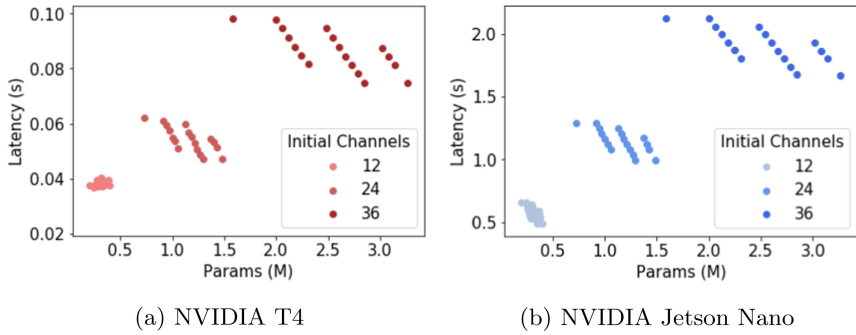 0.10
0.08
0.06
0.04
0.02
Latency (s)
Initial Channels
12
24
36
0.5 1.0 1.5 2.0 2.5 3.0
Params (M)
(a) NVIDIA T4
2.0
1.5
1.0
0.5
Latency (s)
Initial Channels
12
24
36
0.5 1.0 1.5 2.0 2.5 3.0
Params (M)
(b) NVIDIA Jetson Nano